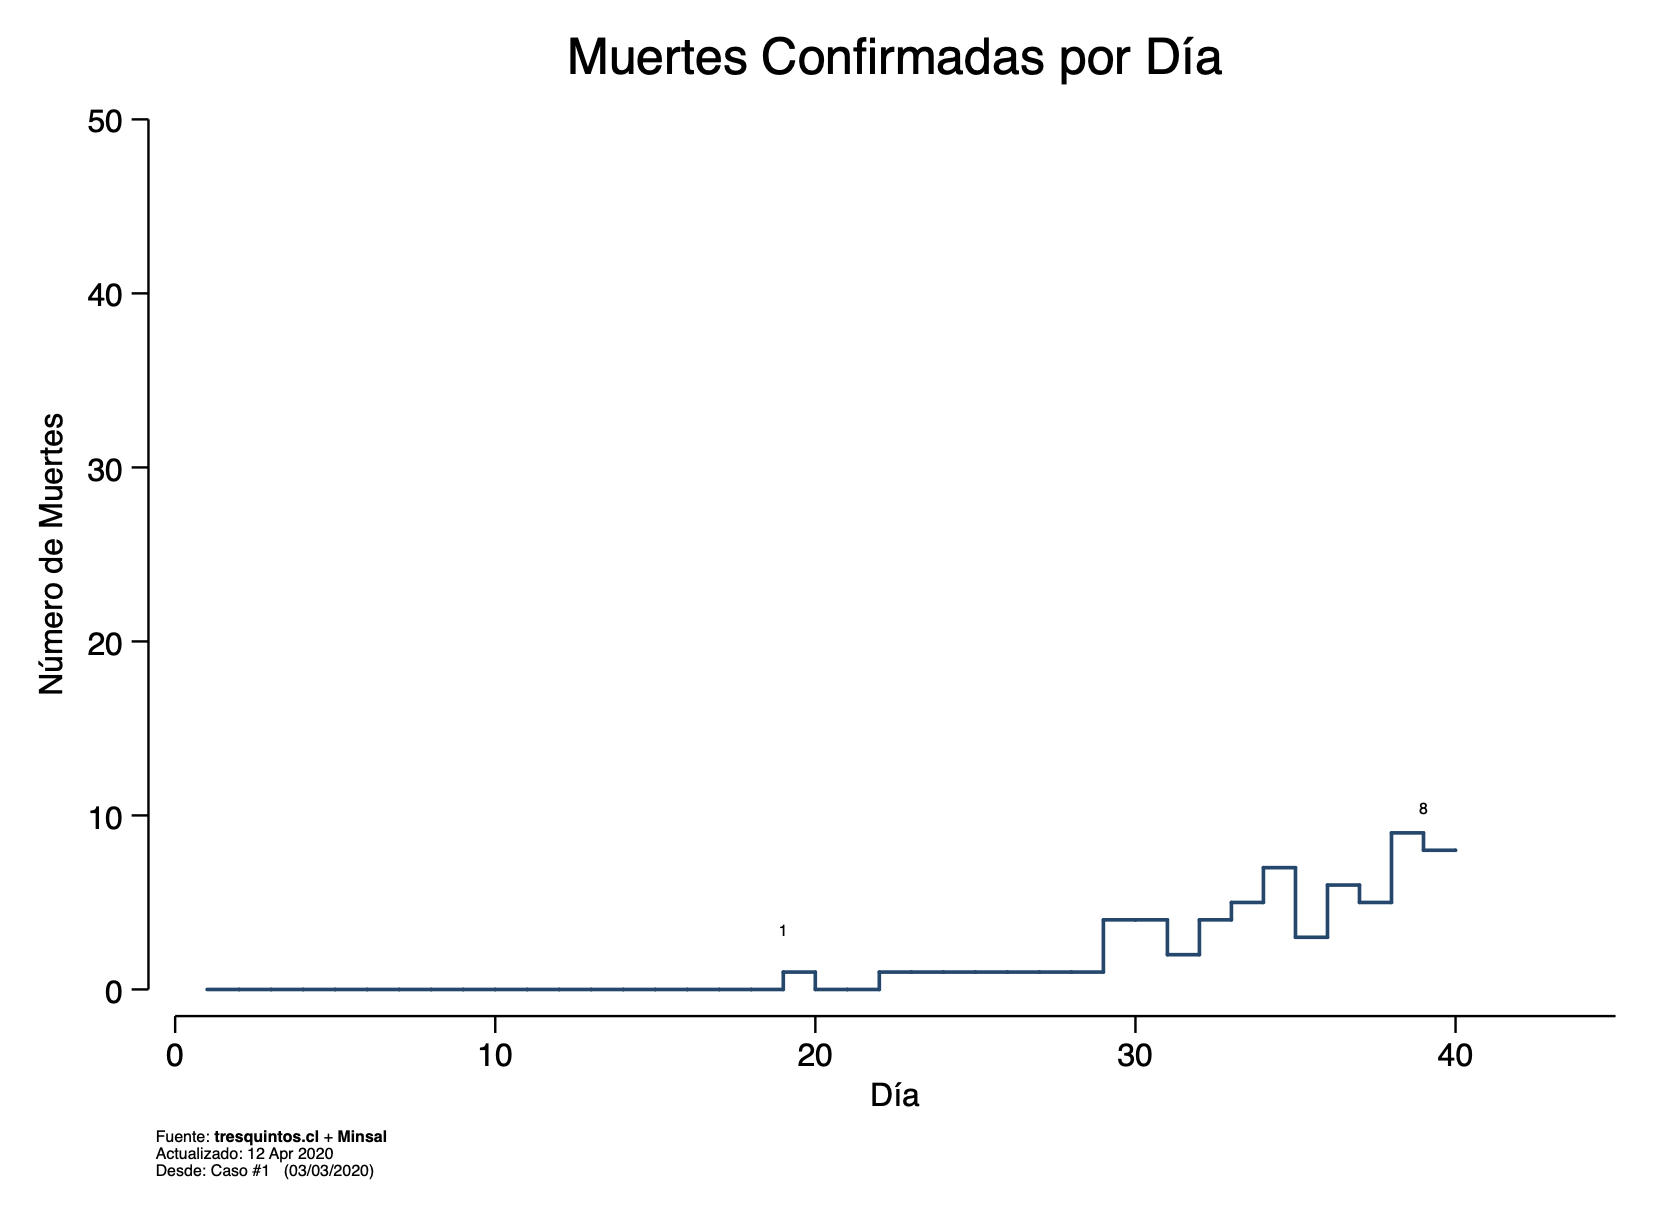 Muertes Confirmadas por Día
50
40
30
20
10
0
Número de Muertes
1
8
0 10 20 30 40
Día
Fuente: tresquintos.cl + Minsal
Actualizado: 12 Apr 2020
Desde: Caso #1 (03/03/2020)